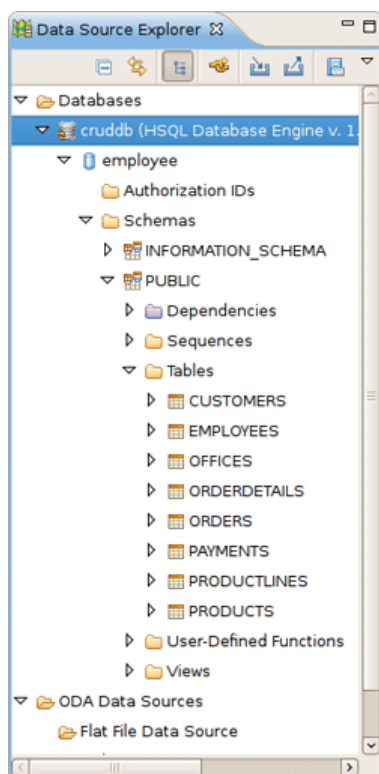 Data Source Explorer
Databases
cruddb (HSQL Database Engine v. 1.
employee
Authorization IDs
Schemas
INFORMATION_SCHEMA
PUBLIC
Dependencies
Sequences
Tables
CUSTOMERS
EMPLOYEES
OFFICES
ORDERDETAILS
ORDERS
PAYMENTS
PRODUCTLINES
PRODUCTS
User-Defined Functions
Views
ODA Data Sources
Flat File Data Source